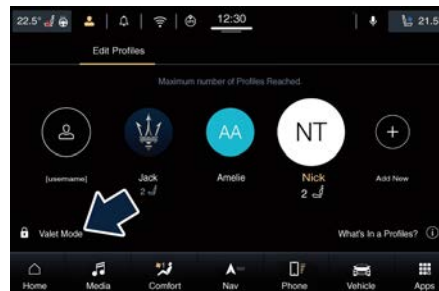 22.5° 12:30 21.5
Edit Profiles
Maximum number of Profiles Reached.
AA NT
[username] Jack Amelie Nick Add New
2 2
Valet Mode What's In a Profiles?
Home Media Comfort Nav Phone Vehicle Apps